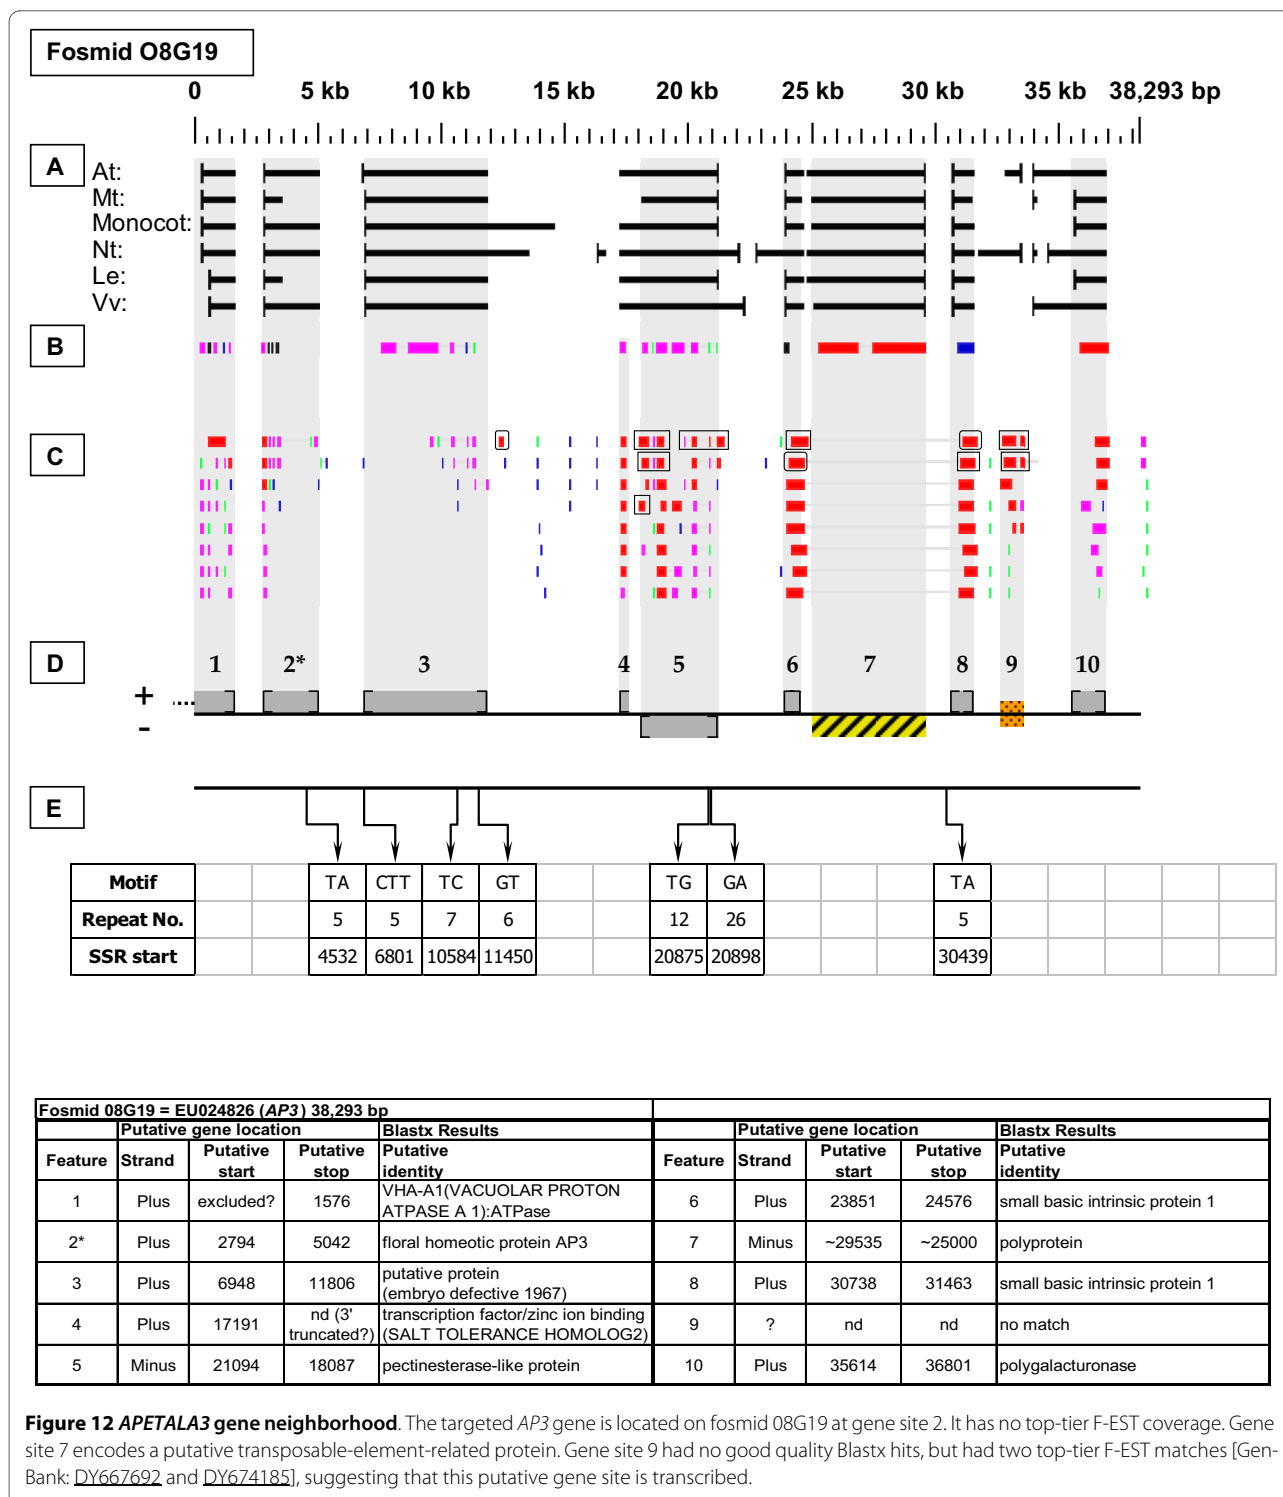 Fosmid O8G19
0 5 kb 10 kb 15 kb 20 kb 25 kb 30 kb 35 kb 38,293 bp
A
At:
Mt:
Monocot:
Nt:
Le:
Vv:
B
C
D
1 2* 3 4 5 6 7 8 9 10
+
-
E
Motif TA CTT TC GT TG GA TA
Repeat No. 5 5 7 6 12 26 5
SSR start 4532 6801 10584 11450 20875 20898 30439
Fosmid 08G19 = EU024826 (AP3) 38,293 bp
Putative gene location Blastx Results Putative gene location Blastx Results
Feature Strand Putative start Putative stop Putative identity Feature Strand Putative start Putative stop Putative identity
1 Plus excluded? 1576 VHA-A1(VACUOLAR PROTON ATPASE A 1):ATPase 6 Plus 23851 24576 small basic intrinsic protein 1
2* Plus 2794 5042 floral homeotic protein AP3 7 Minus ~29535 ~25000 polyprotein
3 Plus 6948 11806 putative protein (embryo defective 1967) 8 Plus 30738 31463 small basic intrinsic protein 1
4 Plus 17191 nd (3' truncated?) transcription factor/zinc ion binding (SALT TOLERANCE HOMOLOG2) 9 ? nd nd no match
5 Minus 21094 18087 pectinesterase-like protein 10 Plus 35614 36801 polygalacturonase
Figure 12 APETALA3 gene neighborhood. The targeted AP3 gene is located on fosmid 08G19 at gene site 2. It has no top-tier F-EST coverage. Gene
site 7 encodes a putative transposable-element-related protein. Gene site 9 had no good quality Blastx hits, but had two top-tier F-EST matches [Gen-
Bank: DY667692 and DY674185], suggesting that this putative gene site is transcribed.